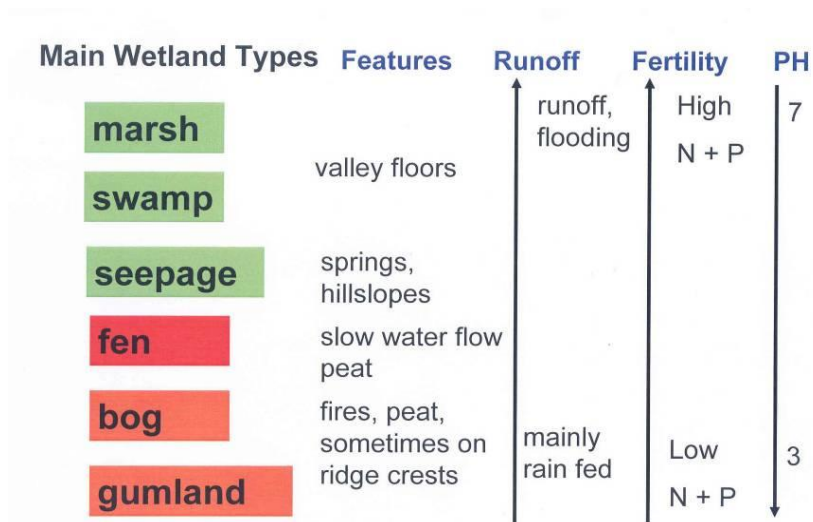 Main Wetland Types Features Runoff Fertility PH
marsh
swamp
seepage
fen
bog
gumland
valley floors
springs,
hillslopes
slow water flow
peat
fires, peat,
sometimes on
ridge crests
runoff,
flooding
mainly
rain fed
High
N + P
Low
N + P
7
3